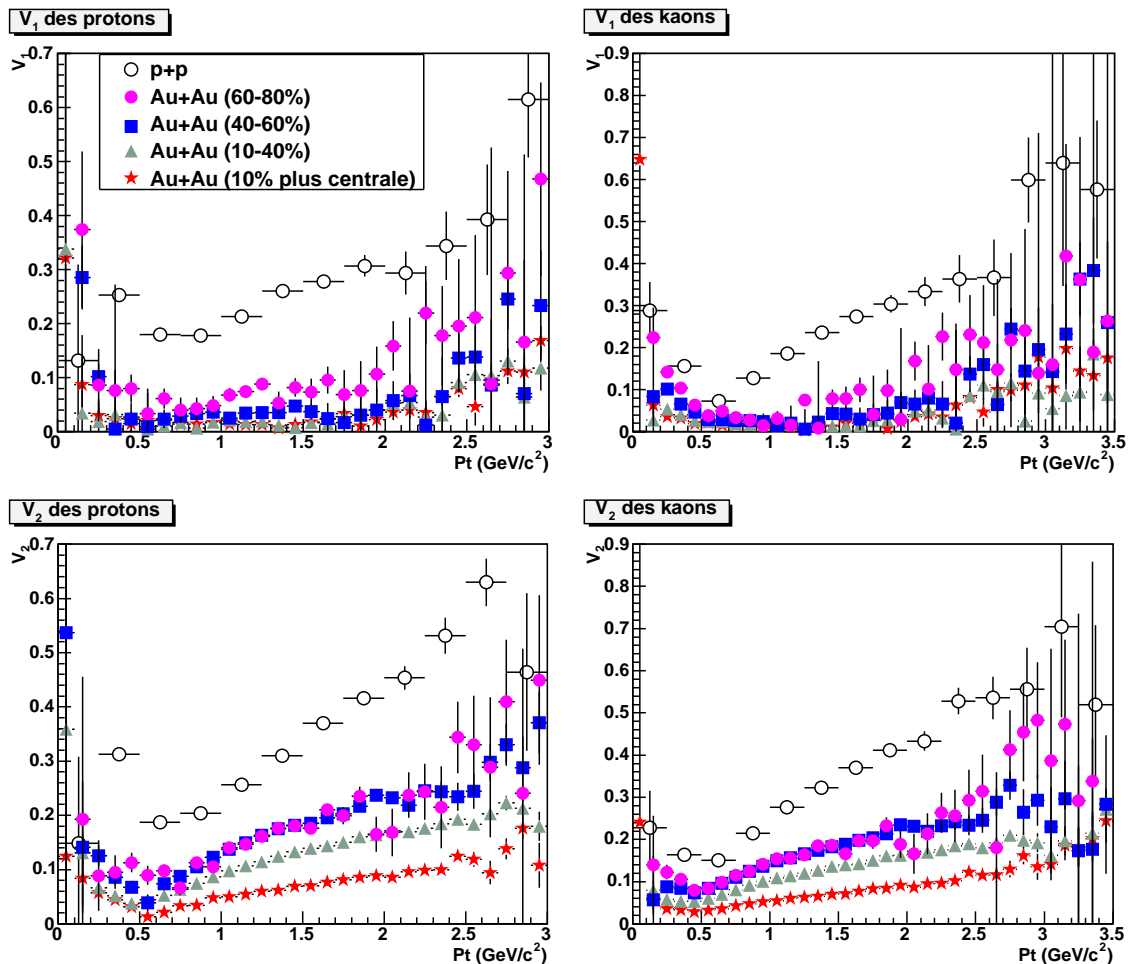 V1 des protons
V1
0.7
0.6
0.5
0.4
0.3
0.2
0.1
0
p+p
Au+Au (60-80%)
Au+Au (40-60%)
Au+Au (10-40%)
Au+Au (10% plus centrale)
0 0.5 1 1.5 2 2.5 3
Pt (GeV/c²)
V1 des kaons
V1
0.9
0.8
0.7
0.6
0.5
0.4
0.3
0.2
0.1
0
0 0.5 1 1.5 2 2.5 3 3.5
Pt (GeV/c²)
V2 des protons
V2
0.7
0.6
0.5
0.4
0.3
0.2
0.1
0
0 0.5 1 1.5 2 2.5 3
Pt (GeV/c²)
V2 des kaons
V2
0.9
0.8
0.7
0.6
0.5
0.4
0.3
0.2
0.1
0
0 0.5 1 1.5 2 2.5 3 3.5
Pt (GeV/c²)